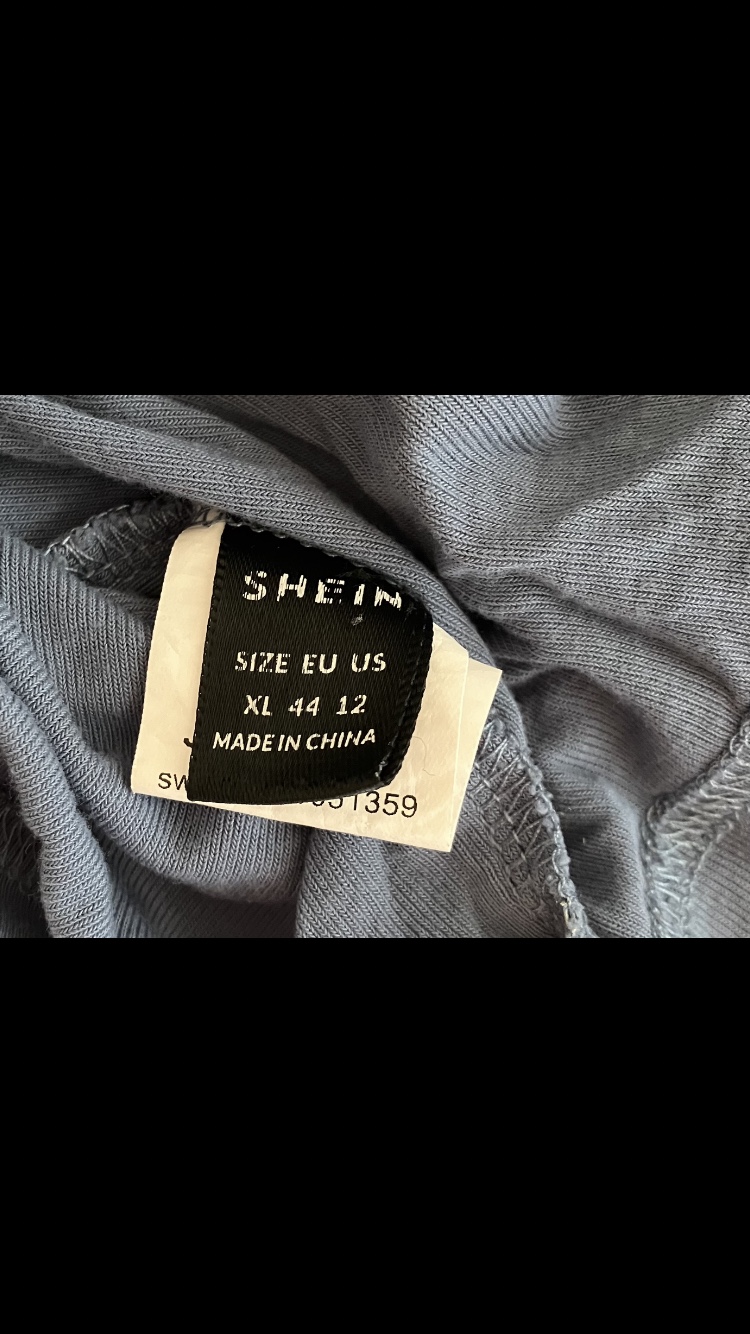 SHEIN
SIZE EU US
XL 44 12
MADE IN CHINA